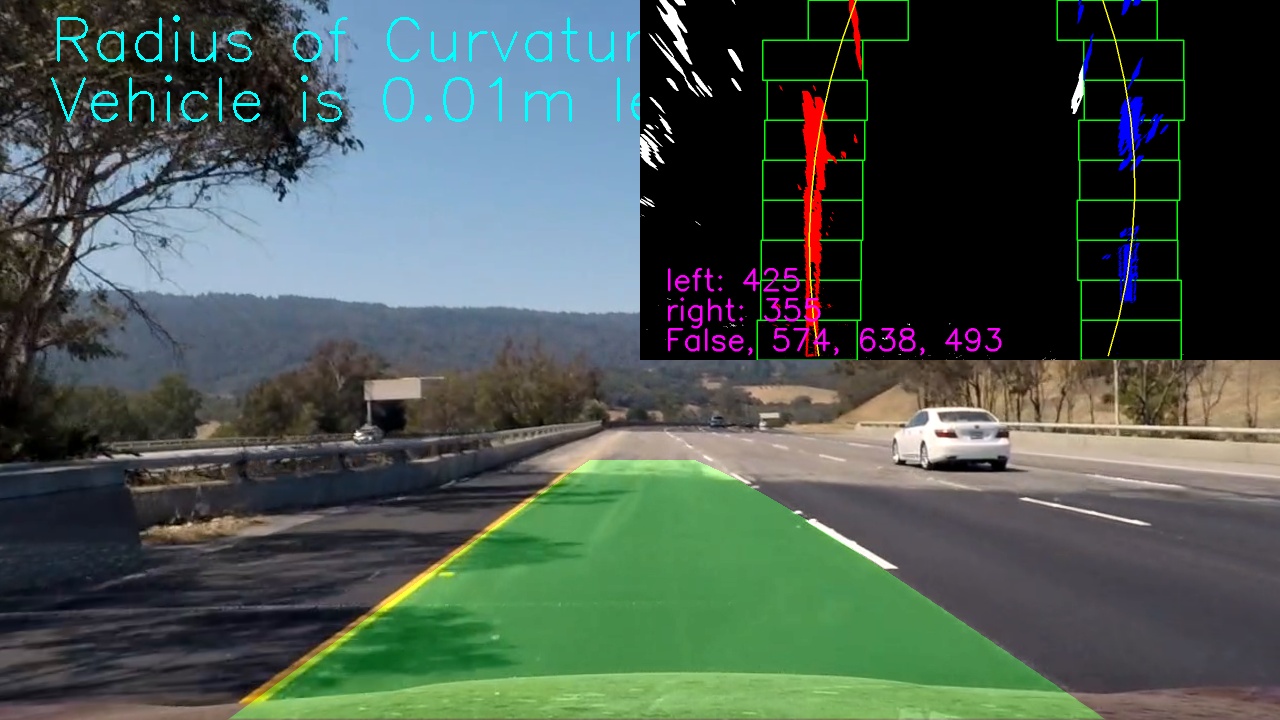 Radius of Curvatur
Vehicle is 0.01m le
left: 425
right: 355
False, 574, 638, 493